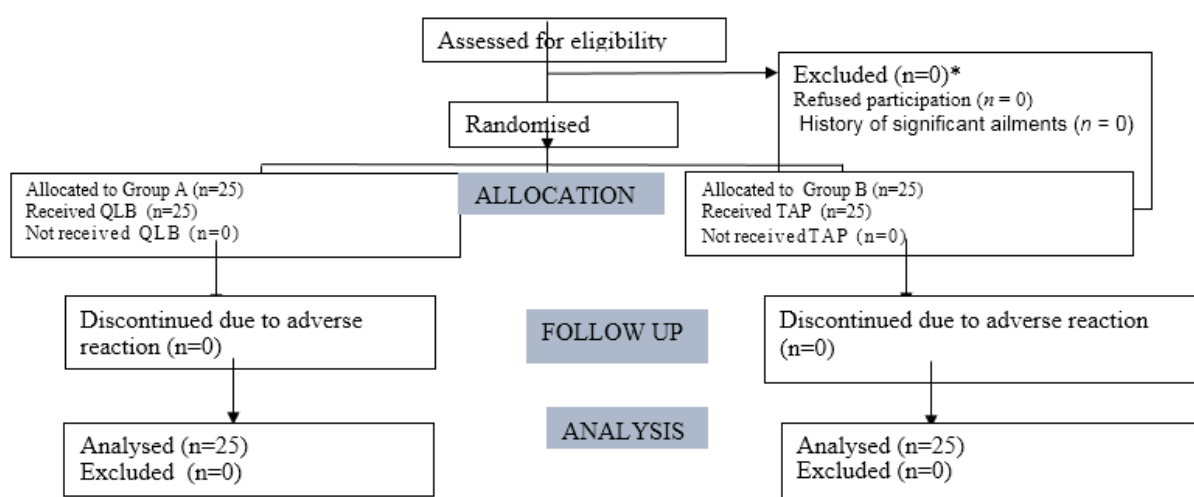 Assessed for eligibility
Excluded (n=0)*
Refused participation (n = 0)
History of significant ailments (n = 0)
Randomised
Allocated to Group A (n=25)
Received QLB (n=25)
Not received QLB (n=0)
ALLOCATION
Allocated to Group B (n=25)
Received TAP (n=25)
Not received TAP (n=0)
Discontinued due to adverse
reaction (n=0)
FOLLOW UP
Discontinued due to adverse reaction
(n=0)
Analysed (n=25)
Excluded (n=0)
ANALYSIS
Analysed (n=25)
Excluded (n=0)